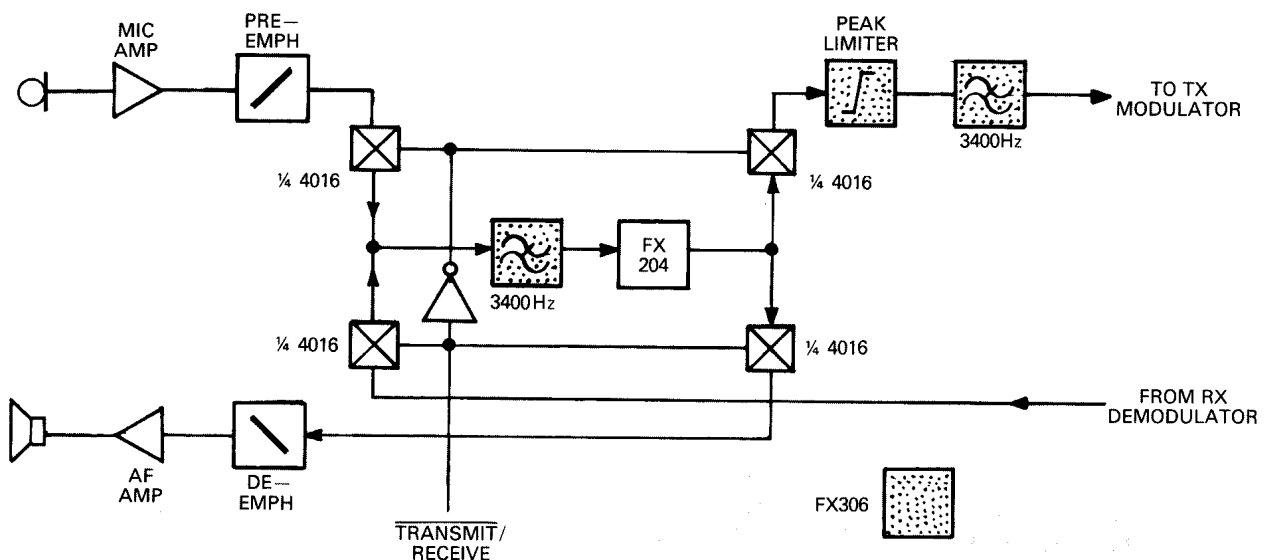 MIC
AMP
PRE–
EMPH
PEAK
LIMITER
TO TX
MODULATOR
3400Hz
¼ 4016
¼ 4016
FX
204
3400Hz
¼ 4016
¼ 4016
FROM RX
DEMODULATOR
AF
AMP
DE–
EMPH
FX306
TRANSMIT/
RECEIVE